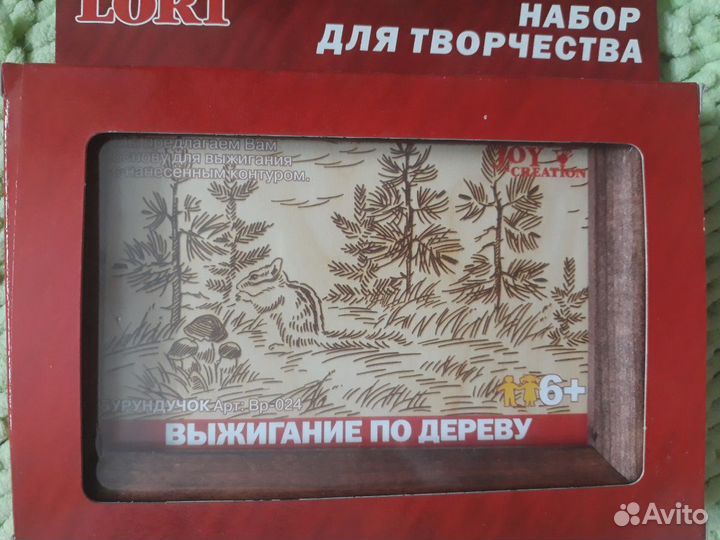 LORI
НАБОР
ДЛЯ ТВОРЧЕСТВА
предлагаем Вам
основу для выжигания
с нанесенным контуром.
JOY
CREATION
БУРУНДУЧОК Арт. Вр-024
6+
ВЫЖИГАНИЕ ПО ДЕРЕВУ
Avito